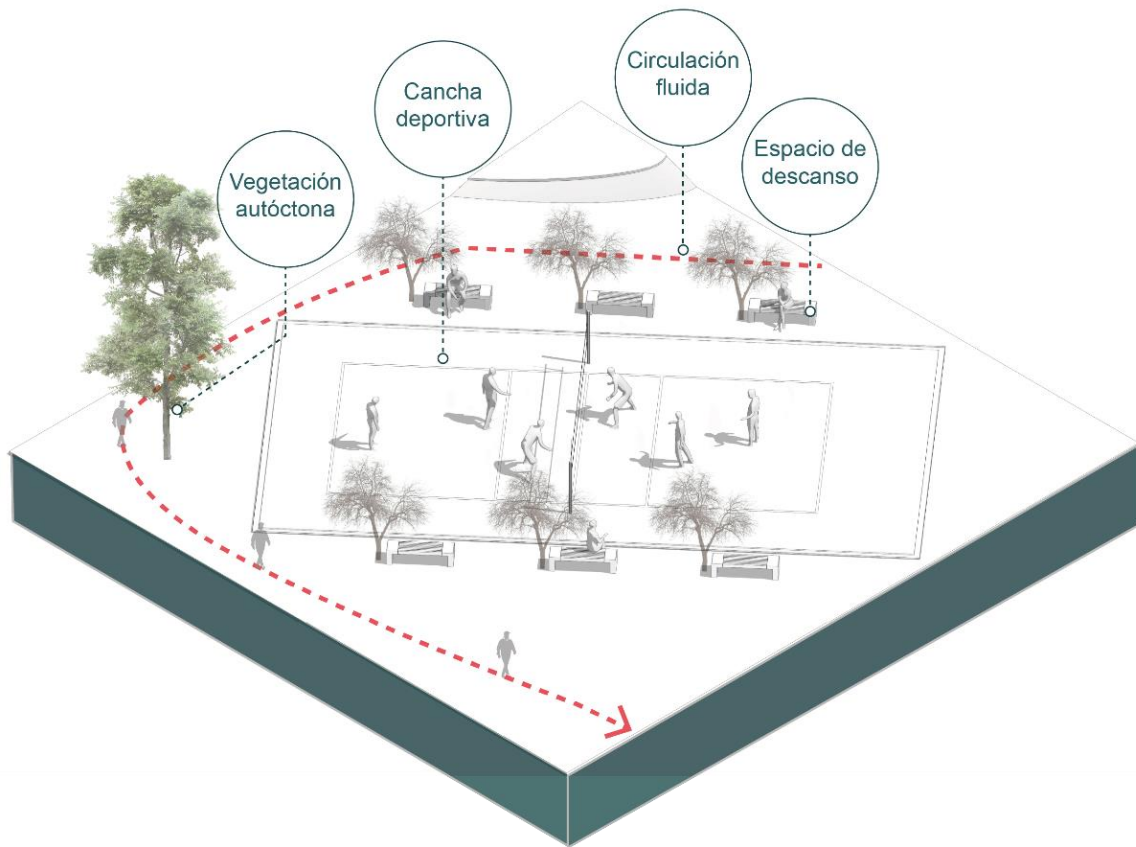 Circulación
fluida
Cancha
deportiva
Espacio de
descanso
Vegetación
autóctona